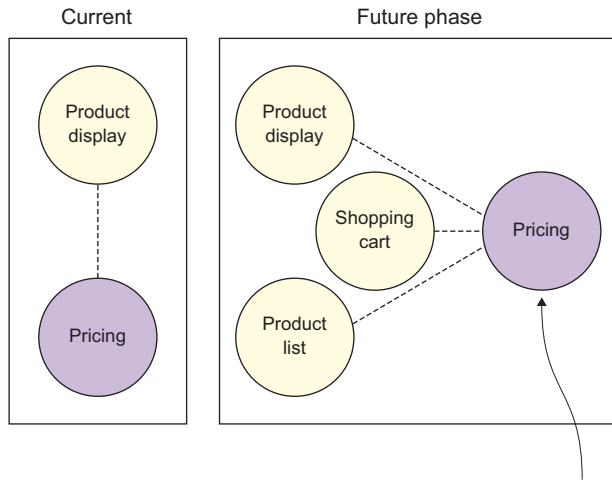 Current
Future phase
Product
display
Pricing
Product
display
Shopping
cart
Pricing
Product
list